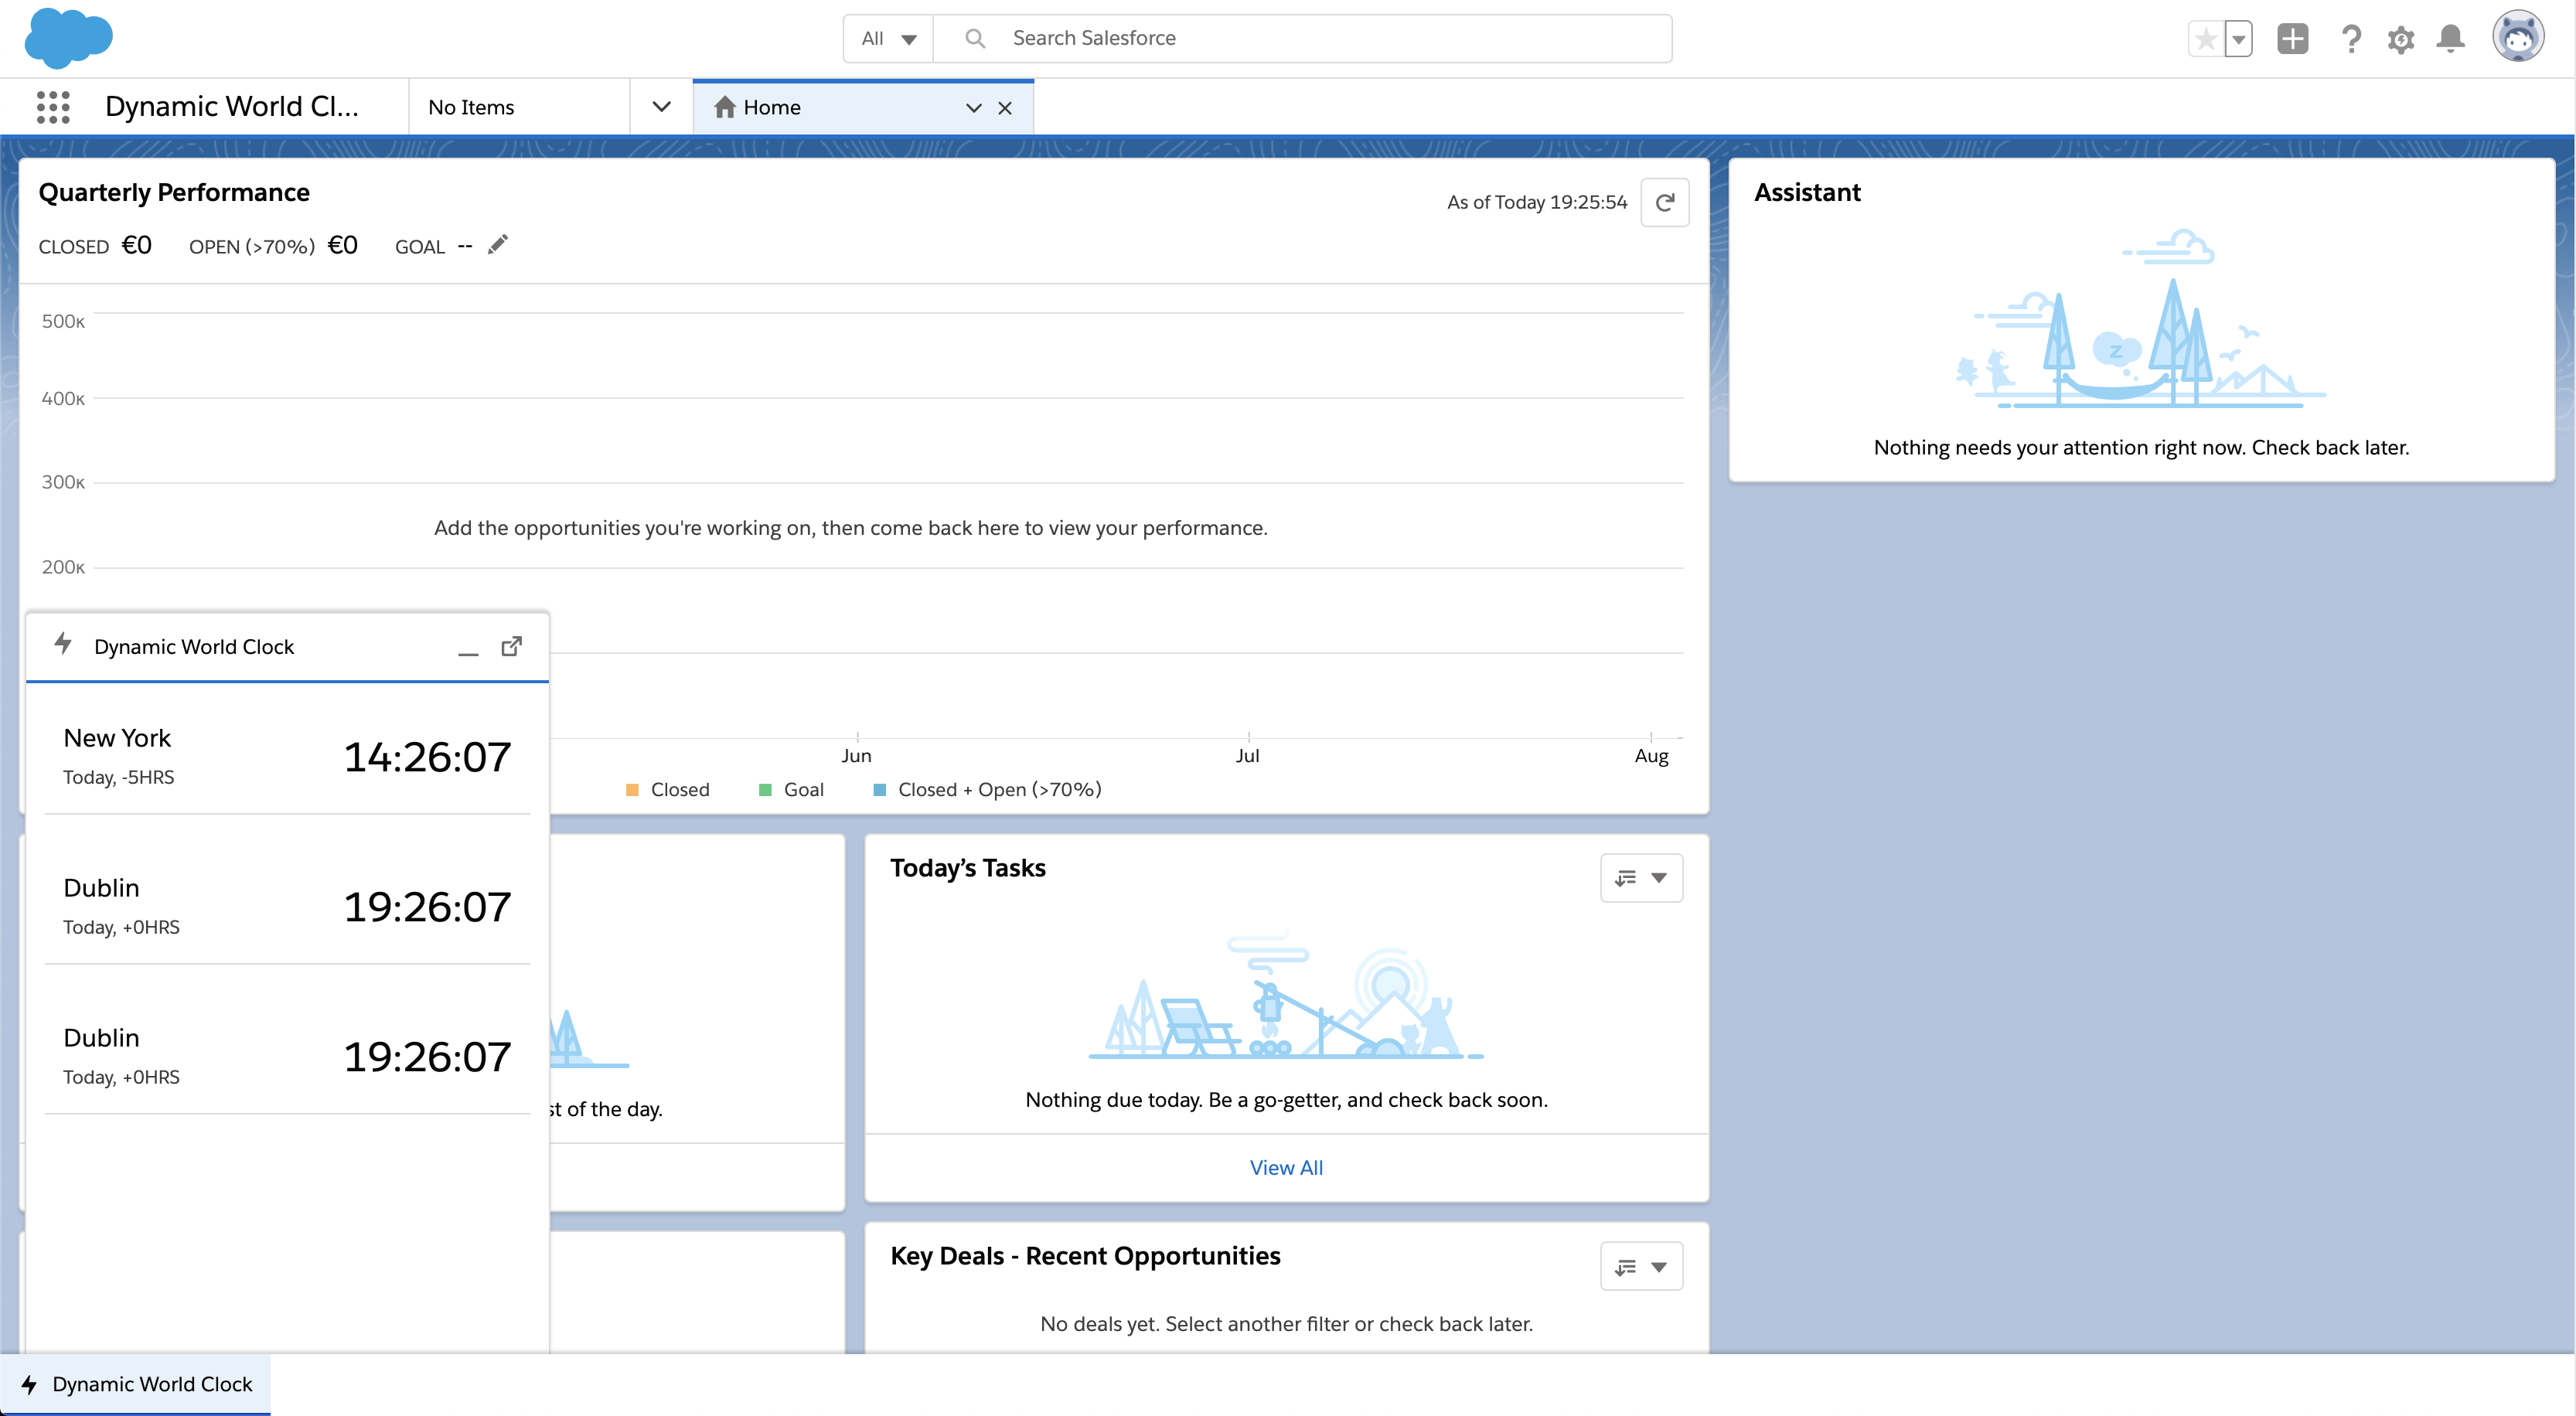 All
Search Salesforce
Dynamic World Cl...
No Items
Home
Quarterly Performance
As of Today 19:25:54
CLOSED €0 OPEN (>70%) €0 GOAL --
500K
400K
300K
Add the opportunities you're working on, then come back here to view your performance.
200K
Jun Jul Aug
Closed Goal Closed + Open (>70%)
Assistant
z
Nothing needs your attention right now. Check back later.
Dynamic World Clock
New York
14:26:07
Today, -5HRS
Dublin
19:26:07
Today, +0HRS
Dublin
19:26:07
Today, +0HRS
st of the day.
Today’s Tasks
Nothing due today. Be a go-getter, and check back soon.
View All
Key Deals - Recent Opportunities
No deals yet. Select another filter or check back later.
Dynamic World Clock